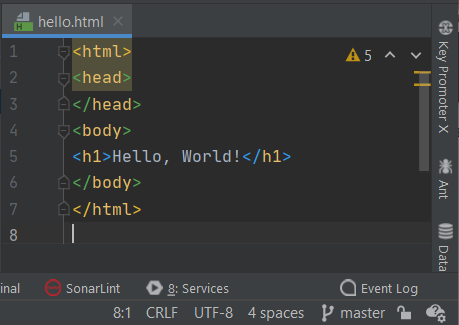 hello.html
1 <html>
2 <head>
3 </head>
4 <body>
5 <h1>Hello, World!</h1>
6 </body>
7 </html>
8
5
Key Promoter X
Ant
Data
inal SonarLint 8: Services Event Log
8:1 CRLF UTF-8 4 spaces master